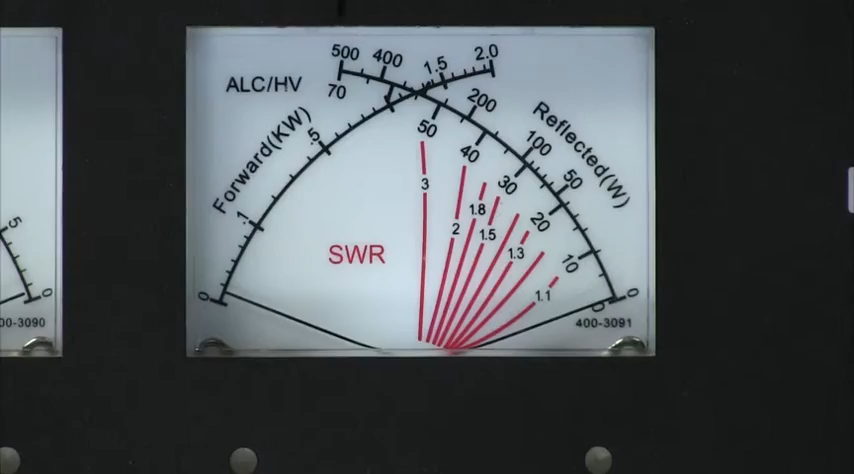 500 400 1.5 2.0
ALC/HV 70 200
Forward(KW) .5 50 Reflected(W)
40 100
3 30 50
.1 1.8 20
2 1.5
SWR 1.3 10
5
0 0 1.1 0 0
00-3090 400-3091